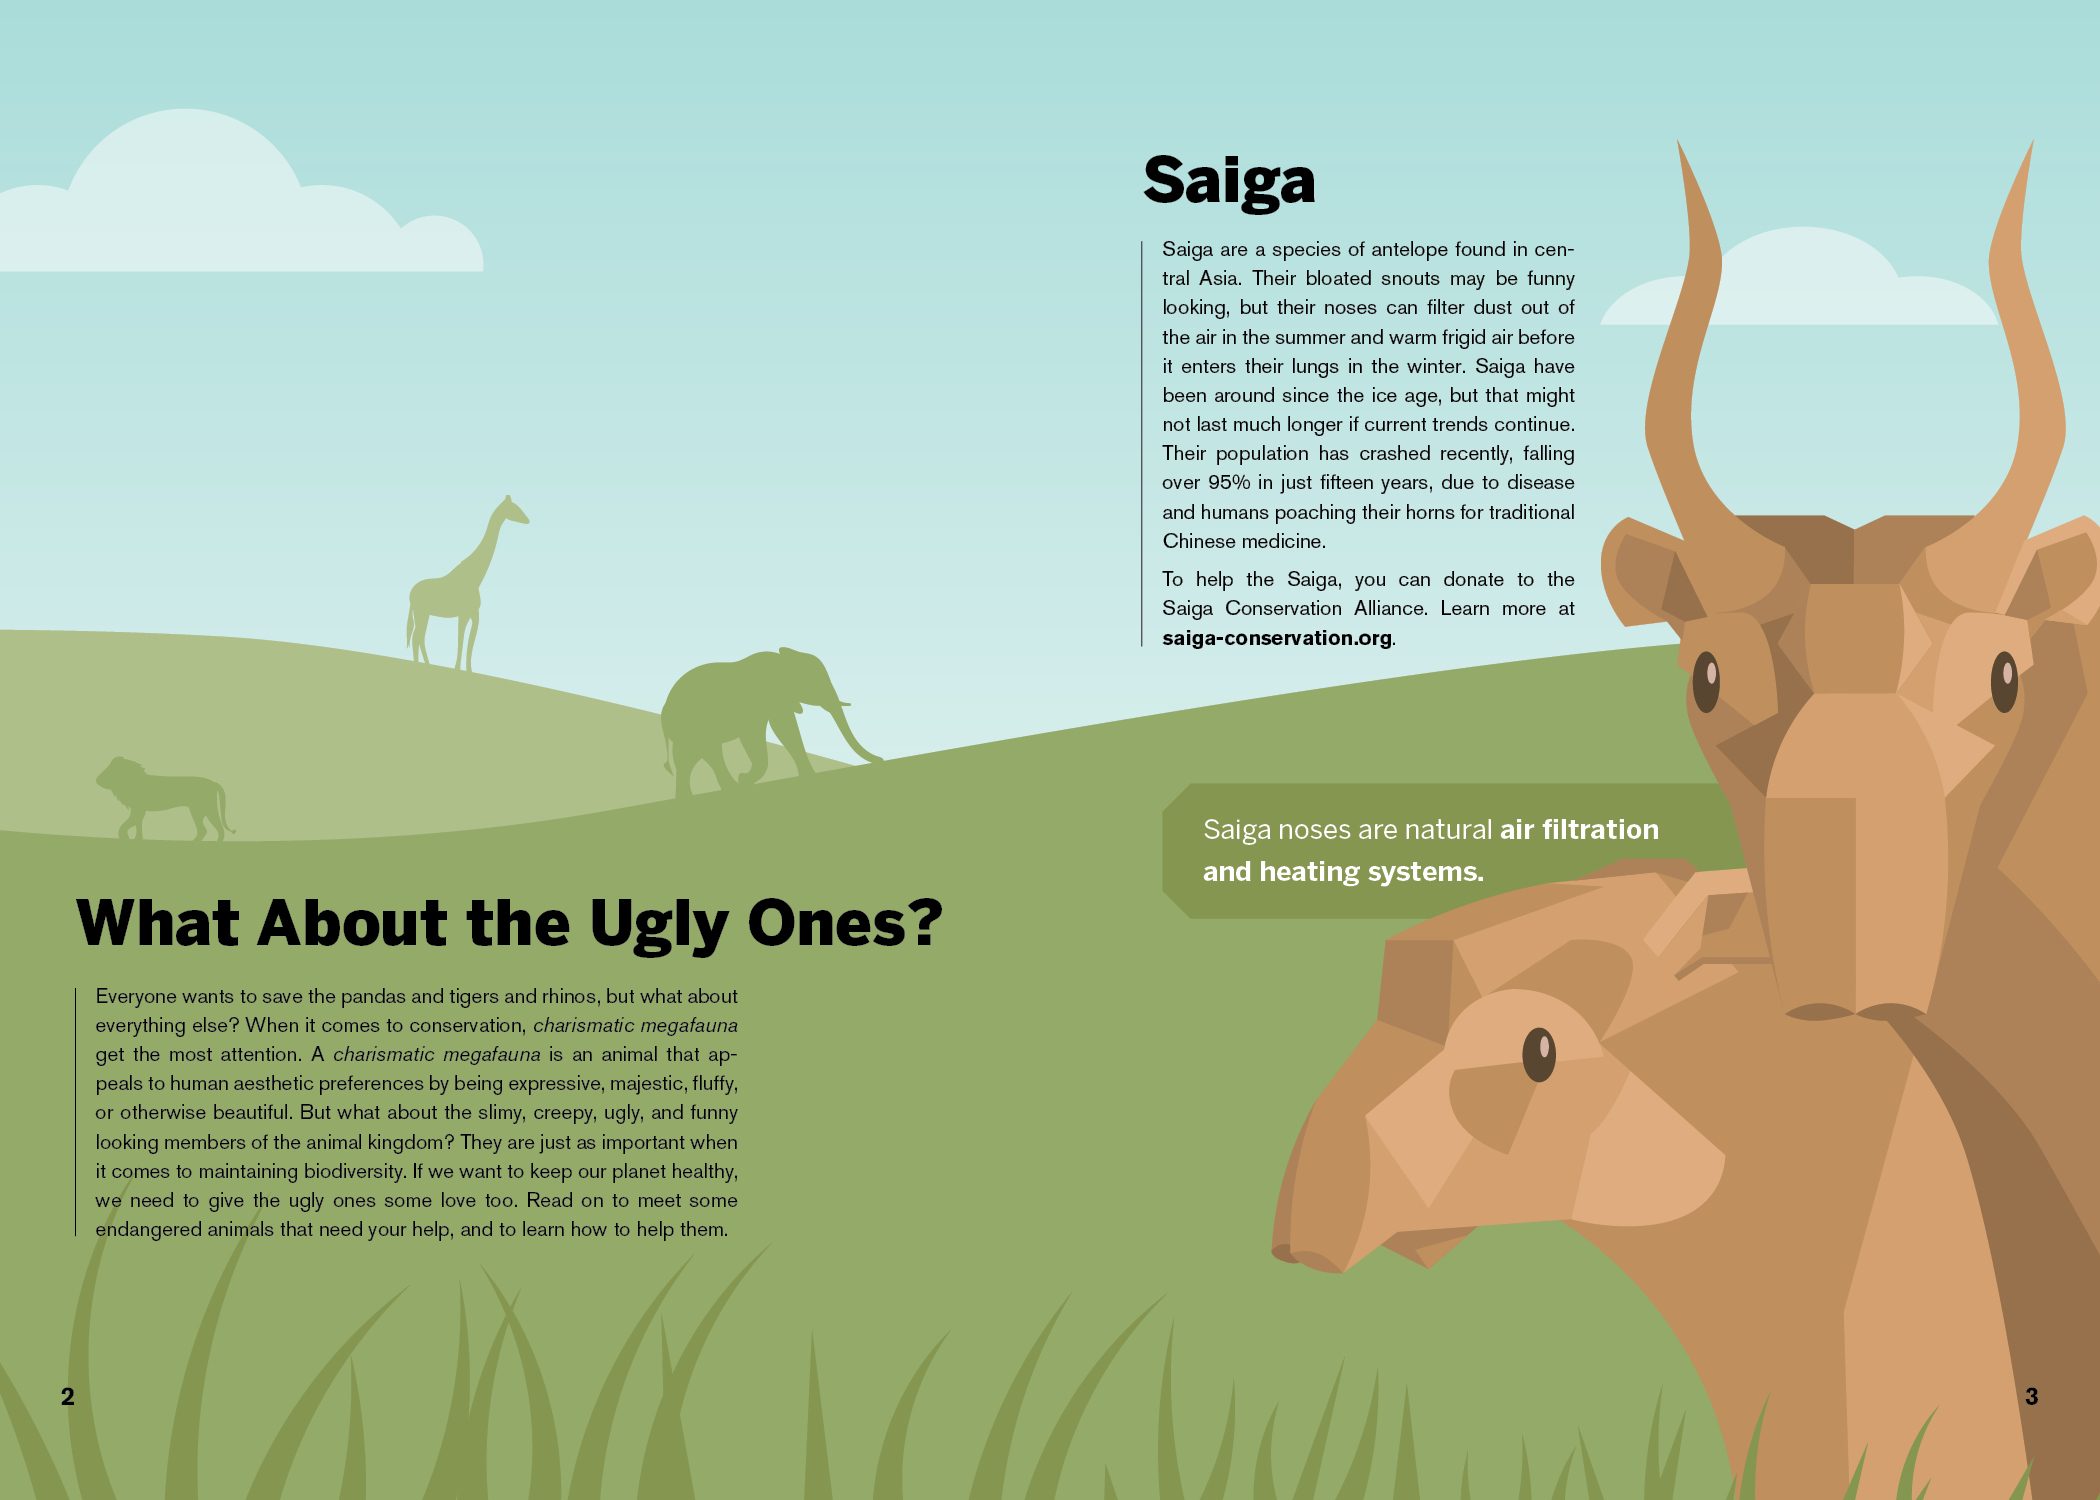 What About the Ugly Ones?
Everyone wants to save the pandas and tigers and rhinos, but what about
everything else? When it comes to conservation, charismatic megafauna
get the most attention. A charismatic megafauna is an animal that ap-
peals to human aesthetic preferences by being expressive, majestic, fluffy,
or otherwise beautiful. But what about the slimy, creepy, ugly, and funny
looking members of the animal kingdom? They are just as important when
it comes to maintaining biodiversity. If we want to keep our planet healthy,
we need to give the ugly ones some love too. Read on to meet some
endangered animals that need your help, and to learn how to help them.
2
Saiga
Saiga are a species of antelope found in cen-
tral Asia. Their bloated snouts may be funny
looking, but their noses can filter dust out of
the air in the summer and warm frigid air before
it enters their lungs in the winter. Saiga have
been around since the ice age, but that might
not last much longer if current trends continue.
Their population has crashed recently, falling
over 95% in just fifteen years, due to disease
and humans poaching their horns for traditional
Chinese medicine.
To help the Saiga, you can donate to the
Saiga Conservation Alliance. Learn more at
saiga-conservation.org.
Saiga noses are natural air filtration
and heating systems.
3